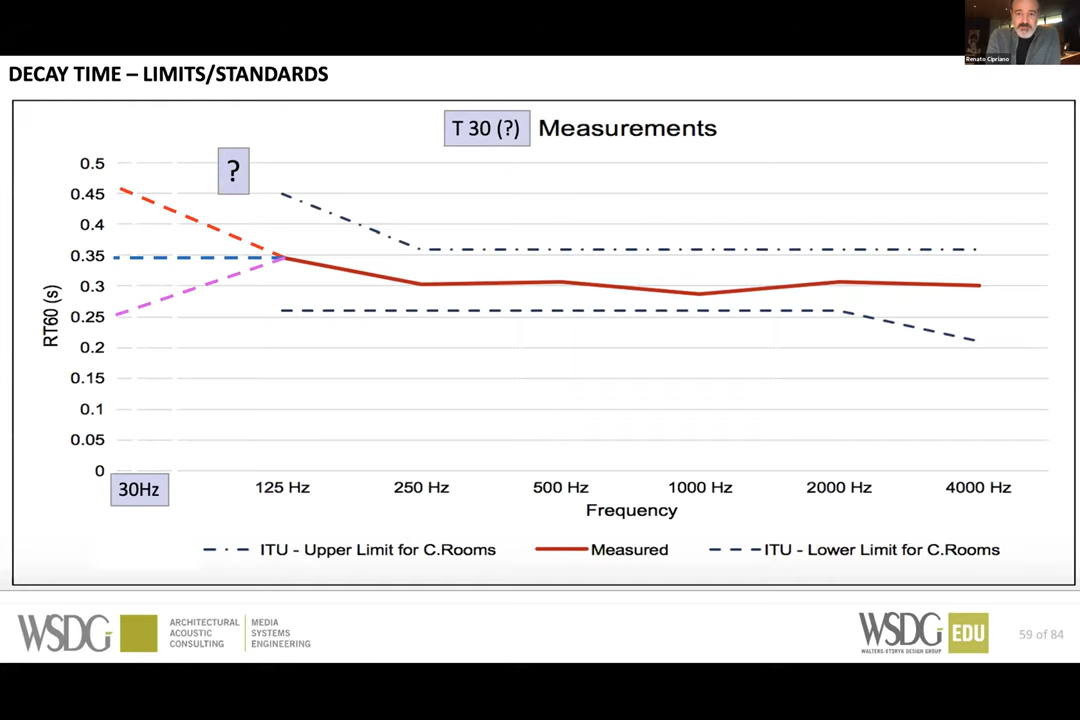 Renato Cipriano
DECAY TIME – LIMITS/STANDARDS
T 30 (?) Measurements
?
0.5
0.45
0.4
0.35
0.3
0.25
0.2
0.15
0.1
0.05
0
RT60 (s)
30Hz 125 Hz 250 Hz 500 Hz 1000 Hz 2000 Hz 4000 Hz
Frequency
ITU - Upper Limit for C.Rooms Measured ITU - Lower Limit for C.Rooms
WSDG
ARCHITECTURAL
ACOUSTIC
CONSULTING
MEDIA
SYSTEMS
ENGINEERING
WSDG EDU
WALTERS-STORYK DESIGN GROUP
59 of 84